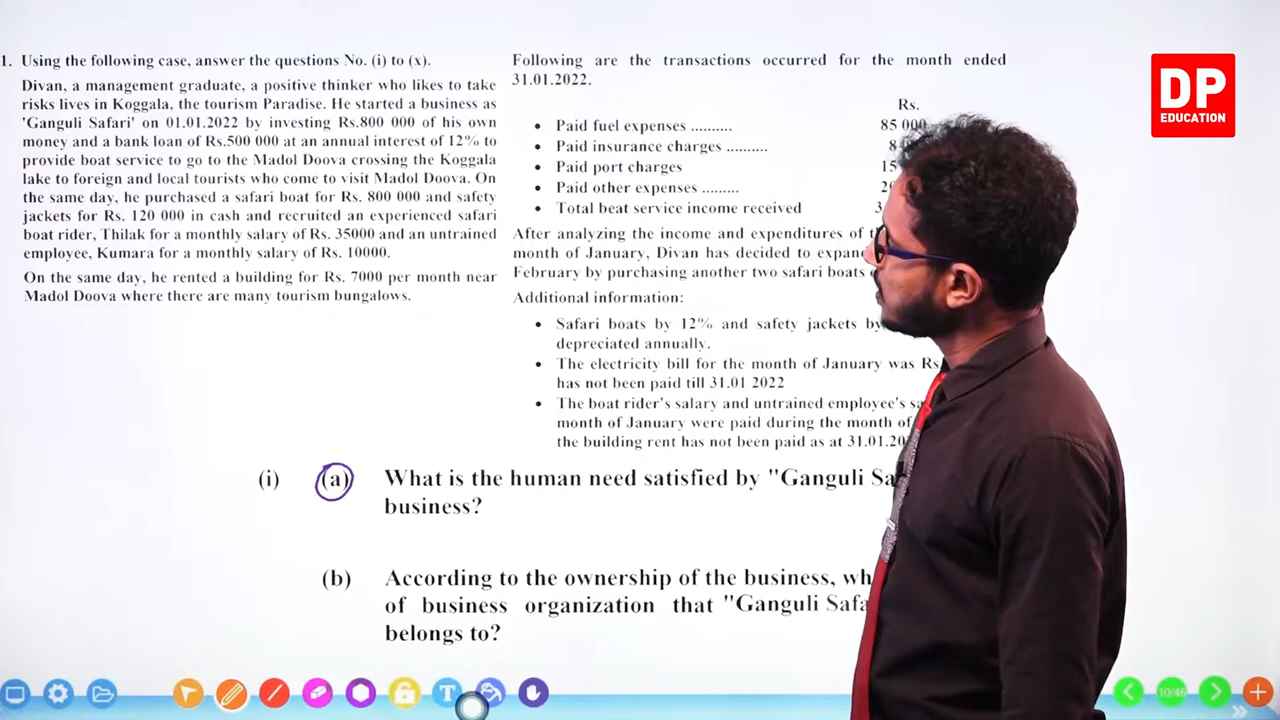 1. Using the following case, answer the questions No. (i) to (x).
Divan, a management graduate, a positive thinker who likes to take
risks lives in Koggala, the tourism Paradise. He started a business as
'Ganguli Safari' on 01.01.2022 by investing Rs.800 000 of his own
money and a bank loan of Rs.500 000 at an annual interest of 12% to
provide boat service to go to the Madol Doova crossing the Koggala
lake to foreign and local tourists who come to visit Madol Doova. On
the same day, he purchased a safari boat for Rs. 800 000 and safety
jackets for Rs. 120 000 in cash and recruited an experienced safari
boat rider, Thilak for a monthly salary of Rs. 35000 and an untrained
employee, Kumara for a monthly salary of Rs. 10000.
On the same day, he rented a building for Rs. 7000 per month near
Madol Doova where there are many tourism bungalows.
Following are the transactions occurred for the month ended
31.01.2022.
Rs.
• Paid fuel expenses .......... 85 000
• Paid insurance charges .......... 8
• Paid port charges 15
• Paid other expenses ......... 20
• Total beat service income received 3
After analyzing the income and expenditures of
month of January, Divan has decided to expand
February by purchasing another two safari boats
Additional information:
• Safari boats by 12% and safety jackets by
depreciated annually.
• The electricity bill for the month of January was Rs
has not been paid till 31.01 2022
• The boat rider's salary and untrained employee's
month of January were paid during the month of
the building rent has not been paid as at 31.01.20
(i) (a) What is the human need satisfied by "Ganguli
business?
(b) According to the ownership of the business,
of business organization that "Ganguli
belongs to?
DP
EDUCATION
T
10/46